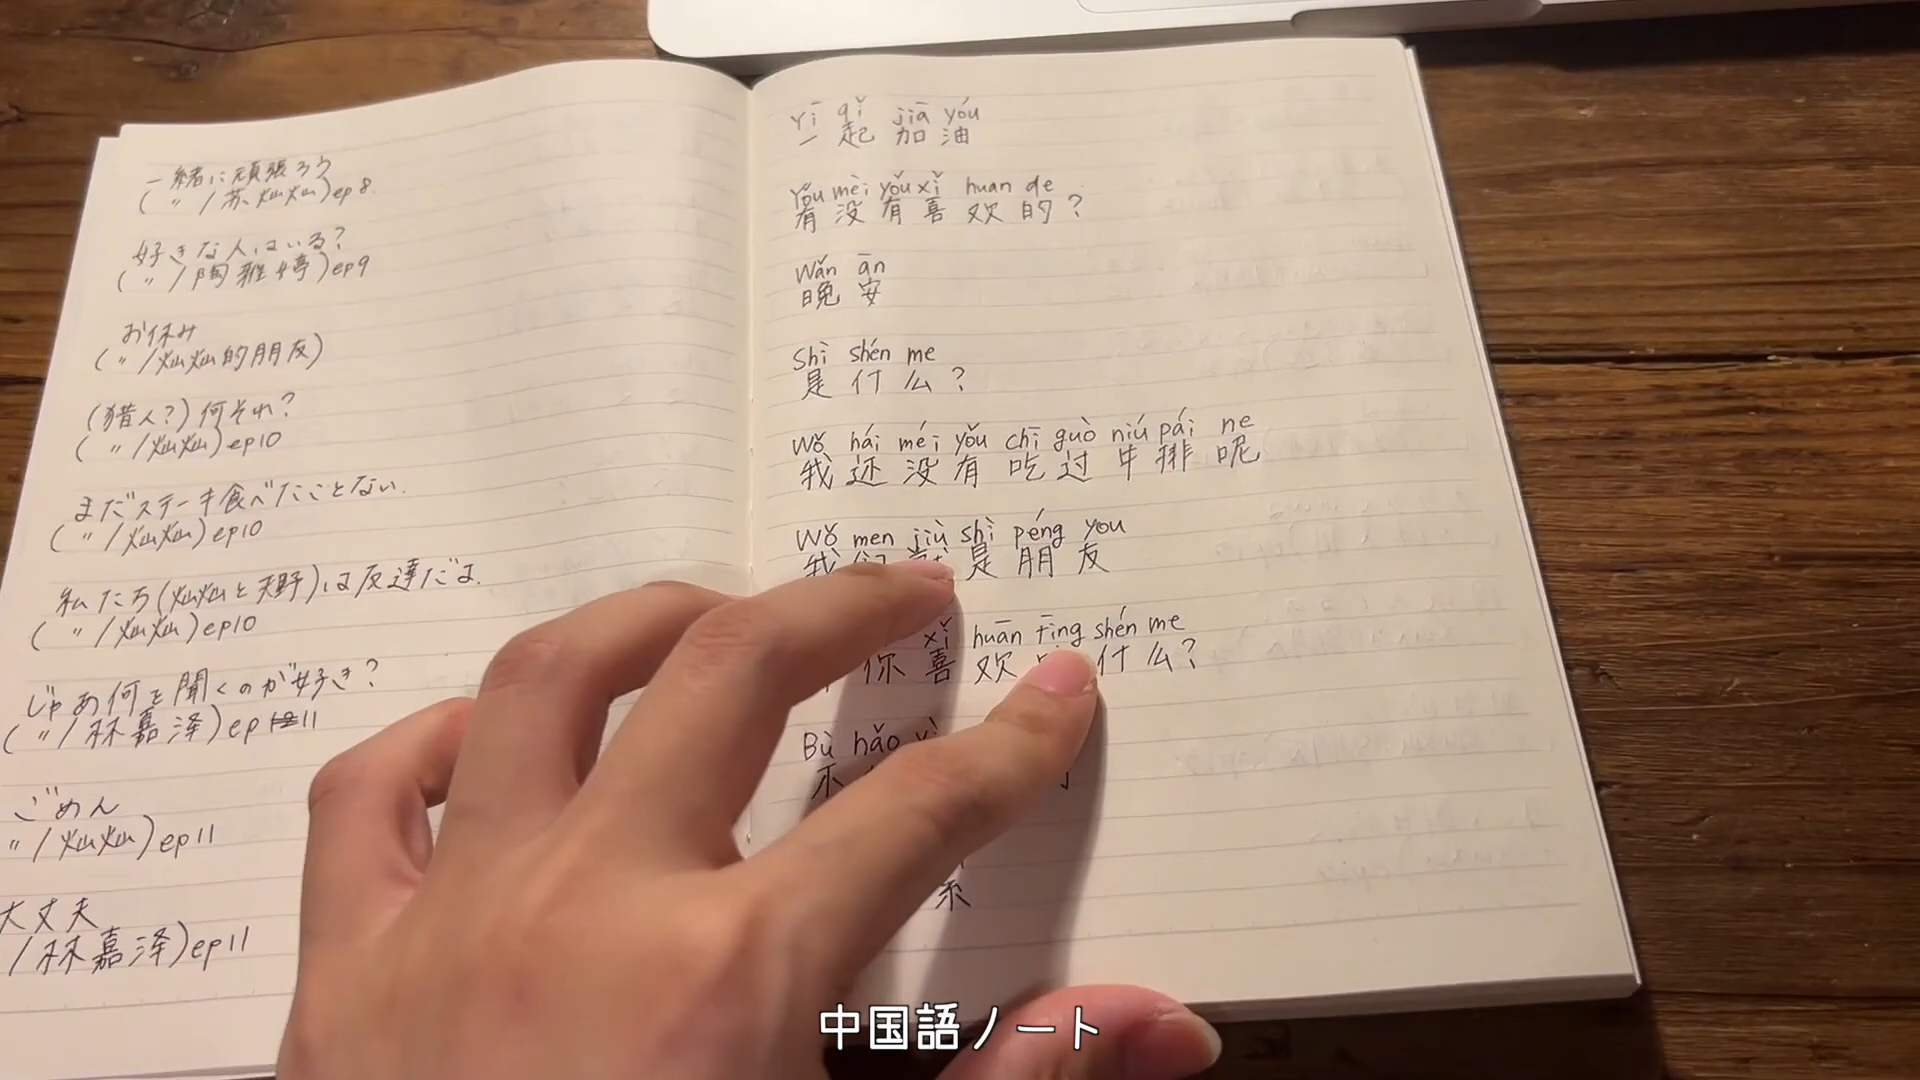 一緒に頑張ろう
(〃/苏灿灿)ep8.
好きな人はいる?
(〃/陶雅婷)ep9
お休み
(〃/灿灿的朋友)
(猎人?)何それ?
(〃/灿灿)ep10
まだステーキ食べたことない.
(〃/灿灿)ep10
私たち(灿灿と天野)は友達だよ.
(〃/灿灿)ep10
じゃあ何を聞くのが好き?
(〃/林嘉泽)ep 11
ごめん
〃/灿灿)ep11
大丈夫
/林嘉泽)ep11
Yī qǐ jiā yóu
一起加油
Yǒu mèi yǒu xǐ huan de
有没有喜欢的?
Wǎn ān
晚安
Shì shén me
是什么?
Wǒ hái méi yǒu chī guò niú pái ne
我还没有吃过牛排呢
Wǒ men jiù shì péng you
我们 是朋友
xǐ huān tīng shén me
你喜欢 什么?
Bù hǎo
不
系
中国語ノート